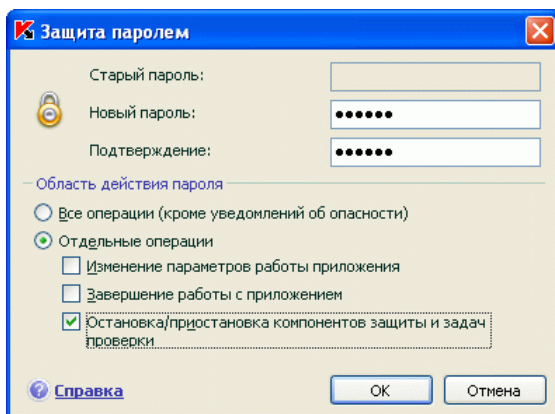 Защита паролем
Старый пароль:
Новый пароль: ●●●●●●
Подтверждение: ●●●●●●
Область действия пароля
Все операции (кроме уведомлений об опасности)
Отдельные операции
Изменение параметров работы приложения
Завершение работы с приложением
Остановка/приостановка компонентов защиты и задач
проверки
Справка
ОК
Отмена